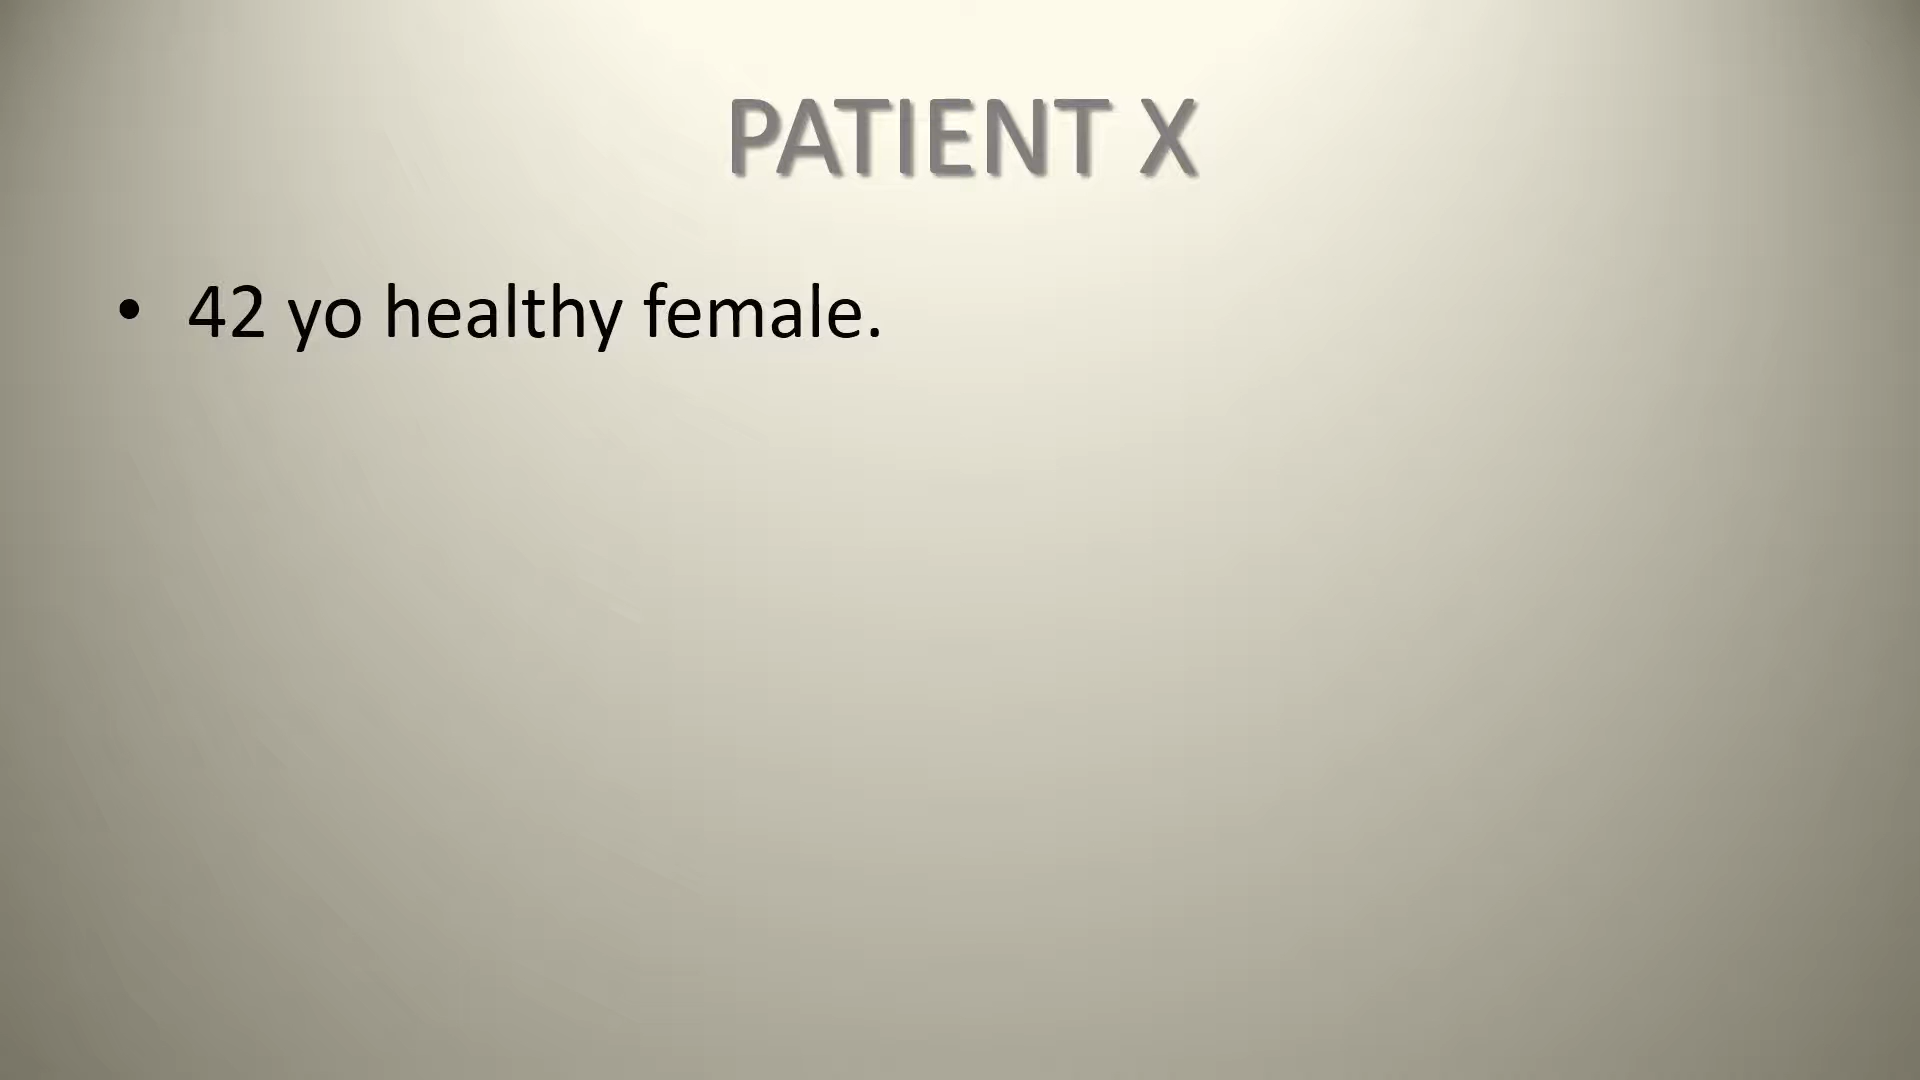 PATIENT X
• 42 yo healthy female.